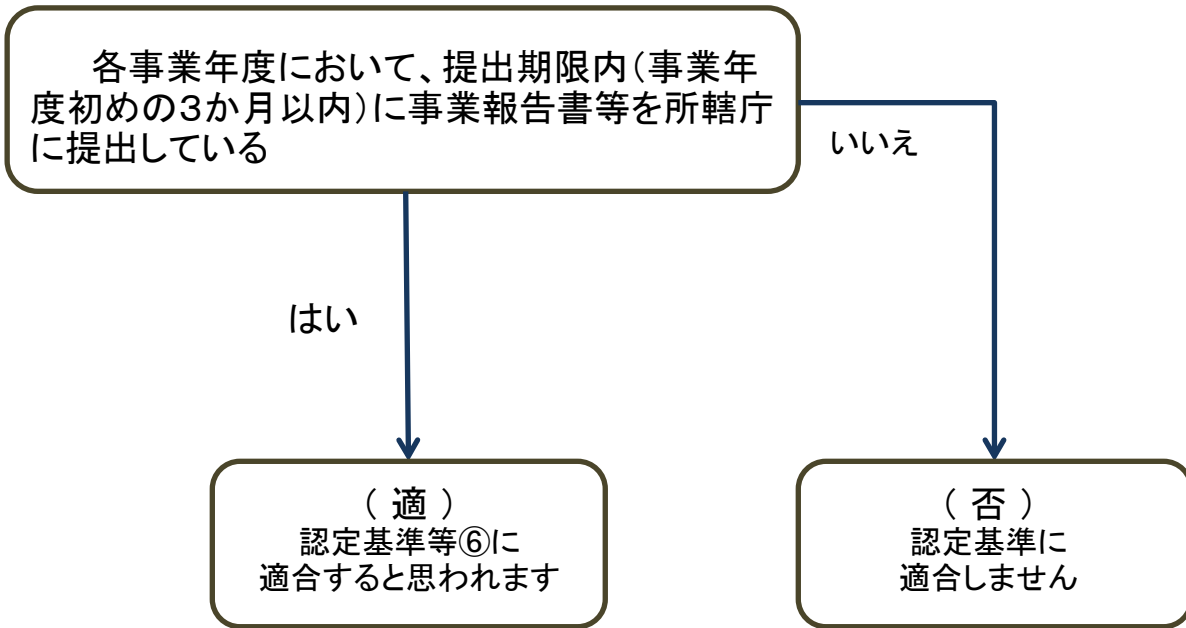 各事業年度において、提出期限内(事業年
度初めの3か月以内)に事業報告書等を所轄庁
に提出している
いいえ
はい
( 適 )
認定基準等⑥に
適合すると思われます
( 否 )
認定基準に
適合しません